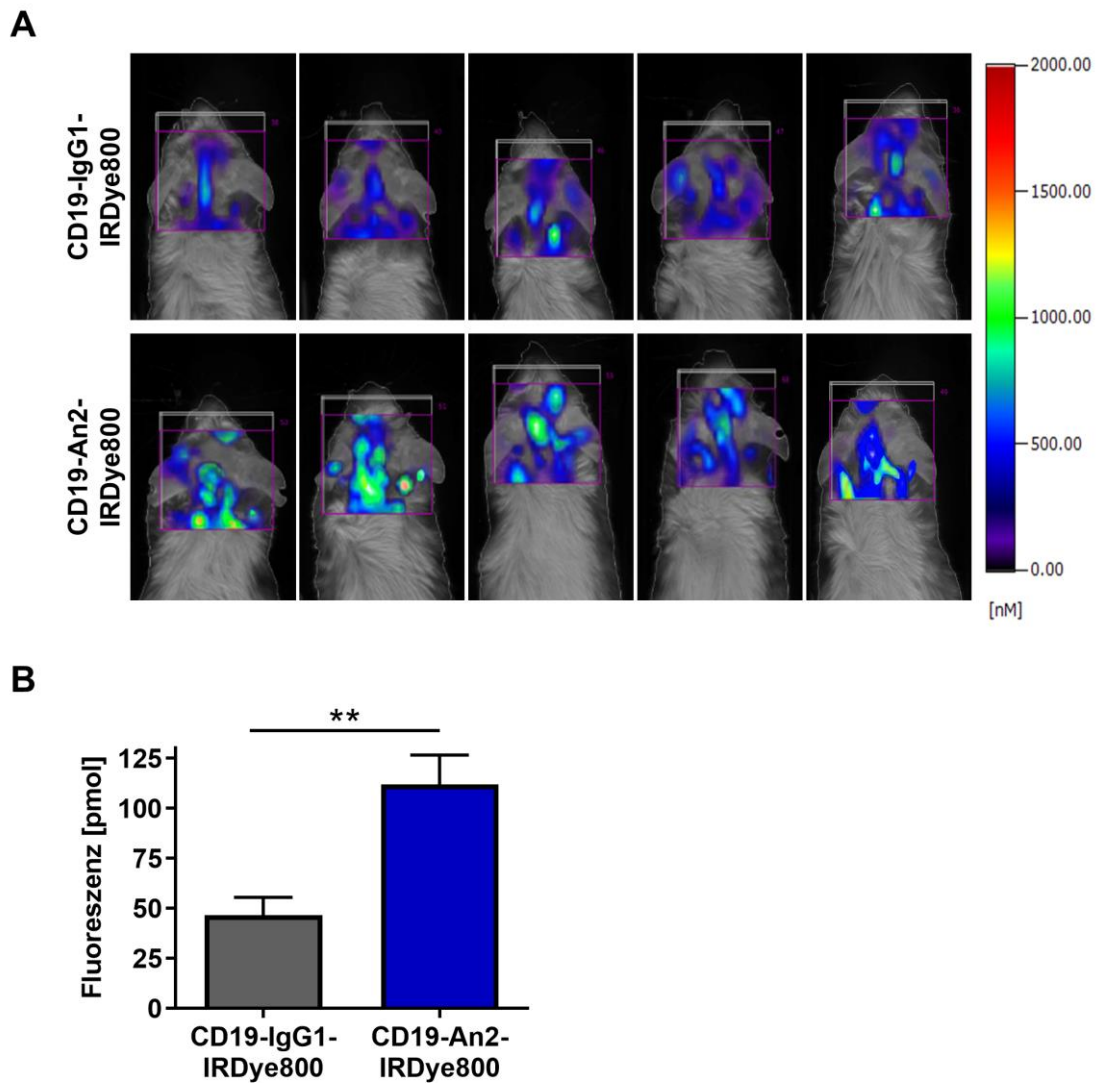 A
CD19-IgG1-
IRDye800
CD19-An2-
IRDye800
2000.00
1500.00
1000.00
500.00
0.00
[nM]
B
**
Fluoreszenz [pmol]
125
100
75
50
25
0
CD19-IgG1-
IRDye800
CD19-An2-
IRDye800